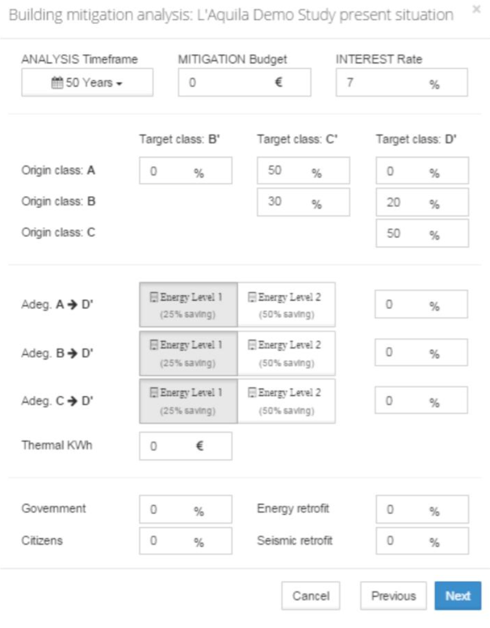 Building mitigation analysis: L'Aquila Demo Study present situation ×
ANALYSIS Timeframe MITIGATION Budget INTEREST Rate
50 Years 0 € 7 %
Target class: B' Target class: C' Target class: D'
Origin class: A 0 % 50 % 0 %
Origin class: B 30 % 20 %
Origin class: C 50 %
Adeg. A → D' Energy Level 1 (25% saving) Energy Level 2 (50% saving) 0 %
Adeg. B → D' Energy Level 1 (25% saving) Energy Level 2 (50% saving) 0 %
Adeg. C → D' Energy Level 1 (25% saving) Energy Level 2 (50% saving) 0 %
Thermal KWh 0 €
Government 0 % Energy retrofit 0 %
Citizens 0 % Seismic retrofit 0 %
Cancel Previous Next